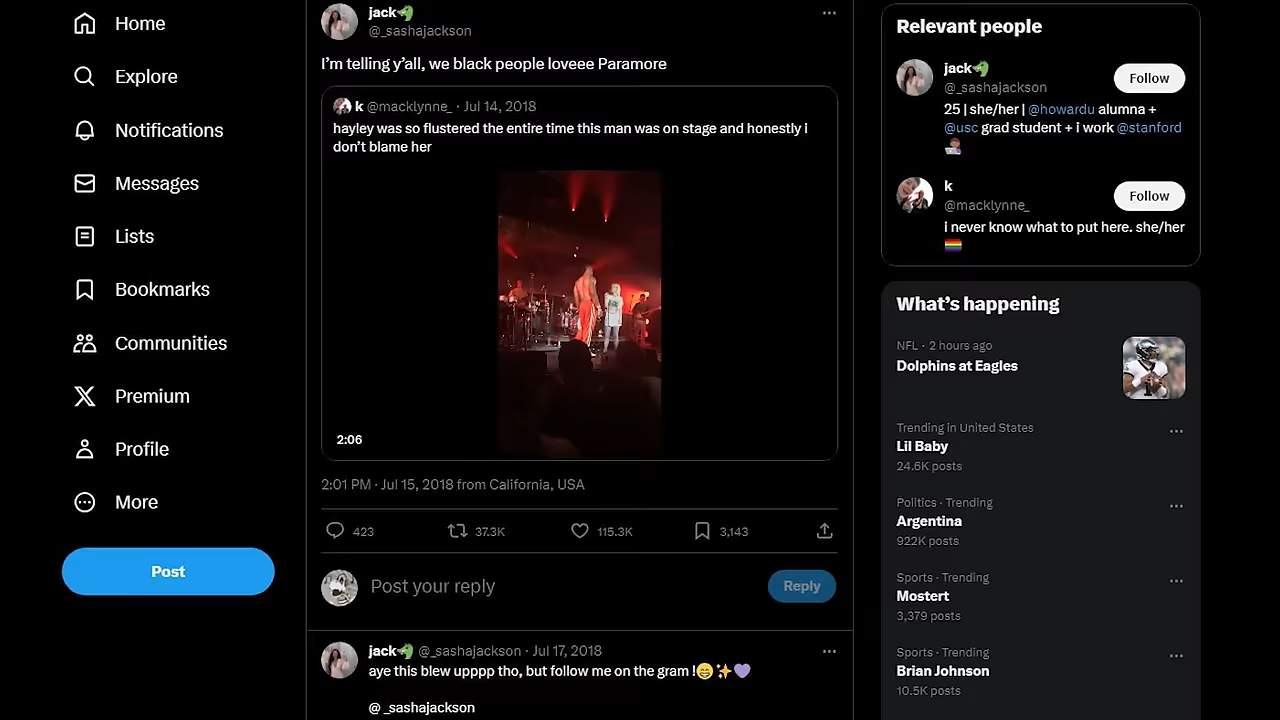 Home
Explore
Notifications
Messages
Lists
Bookmarks
Communities
Premium
Profile
More
Post
jack
@_sashajackson
I'm telling y'all, we black people loveee Paramore
k @macklynne_ · Jul 14, 2018
hayley was so flustered the entire time this man was on stage and honestly i
don't blame her
2:06
2:01 PM · Jul 15, 2018 from California, USA
423 37.3K 115.3K 3,143
Post your reply
Reply
jack @_sashajackson · Jul 17, 2018
aye this blew upppp tho, but follow me on the gram !😁✨💜
@ _sashajackson
Relevant people
jack
@_sashajackson
Follow
25 | she/her | @howardu alumna +
@usc grad student + i work @stanford
k
@macklynne_
Follow
i never know what to put here. she/her
🏳️‍🌈
What's happening
NFL · 2 hours ago
Dolphins at Eagles
Trending in United States
Lil Baby
24.6K posts
Politics · Trending
Argentina
922K posts
Sports · Trending
Mostert
3,379 posts
Sports · Trending
Brian Johnson
10.5K posts